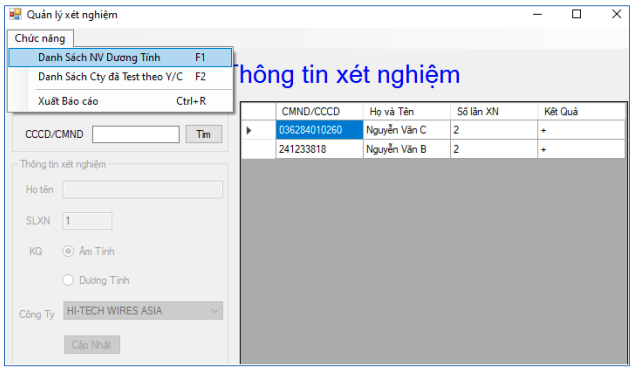 Quản lý xét nghiệm
Chức năng
Danh Sách NV Dương Tính F1
Danh Sách Cty đã Test theo Y/C F2
Xuất Báo cáo Ctrl+R
Thông tin xét nghiệm
CCCD/CMND Tìm
Thông tin xét nghiệm
Họ tên
SLXN 1
KQ Âm Tính
Dương Tính
Công Ty HI-TECH WIRES ASIA
Cập Nhật
CMND/CCCD Họ và Tên Số lần XN Kết Quả
036284010260 Nguyễn Văn C 2 +
241233818 Nguyễn Văn B 2 +